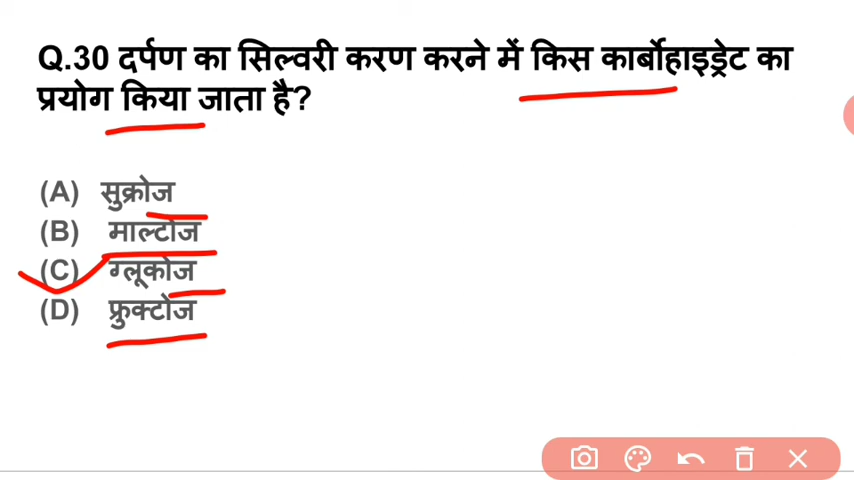 Q.30 दर्पण का सिल्वरी करण करने में किस कार्बोहाइड्रेट का
प्रयोग किया जाता है?
(A) सुक्रोज
(B) माल्टोज
(C) ग्लूकोज
(D) फ्रुक्टोज